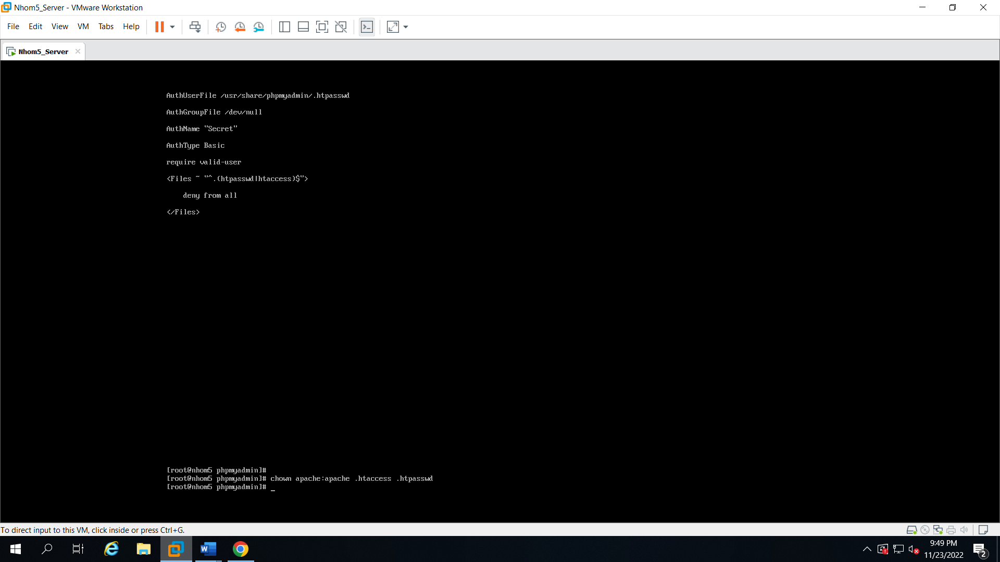 Nhom5_Server - VMware Workstation
File Edit View VM Tabs Help
Nhom5_Server
AuthUserFile /usr/share/phpmyadmin/.htpasswd
AuthGroupFile /dev/null
AuthName "Secret"
AuthType Basic
require valid-user
<Files ~ "^.(htpasswd|htaccess)$">
    deny from all
</Files>
[root@nhom5 phpmyadmin]#
[root@nhom5 phpmyadmin]# chown apache:apache .htaccess .htpasswd
[root@nhom5 phpmyadmin]# _
To direct input to this VM, click inside or press Ctrl+G.
9:49 PM
11/23/2022
2